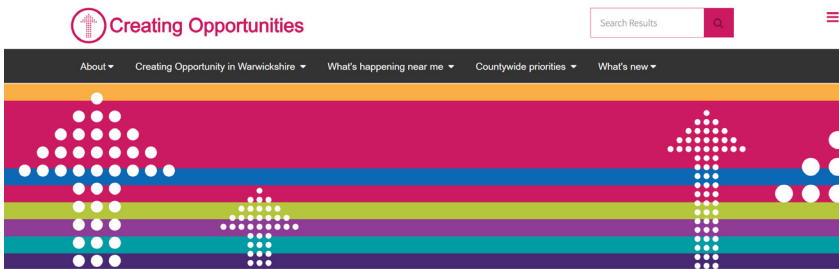 Creating Opportunities
Search Results
About Creating Opportunity in Warwickshire What's happening near me Countywide priorities What's new